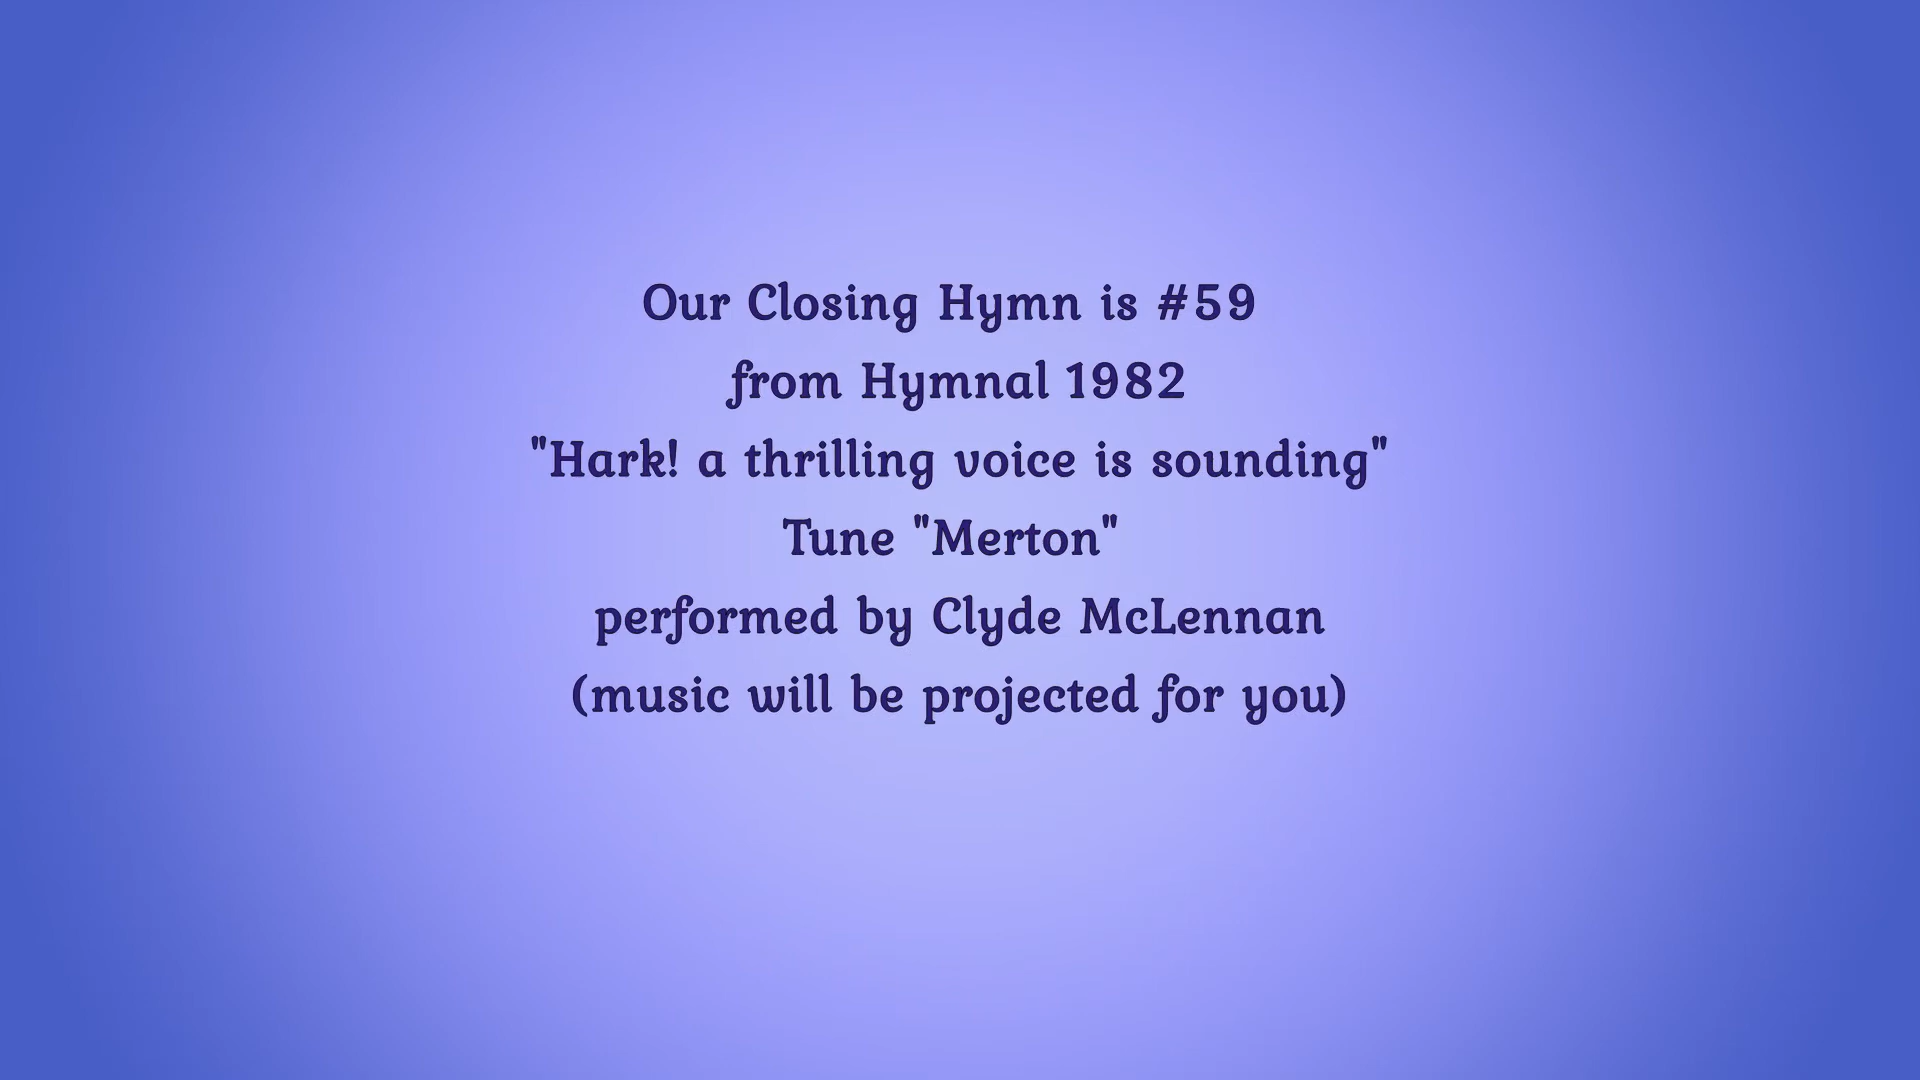 Our Closing Hymn is #59
from Hymnal 1982
"Hark! a thrilling voice is sounding"
Tune "Merton"
performed by Clyde McLennan
(music will be projected for you)